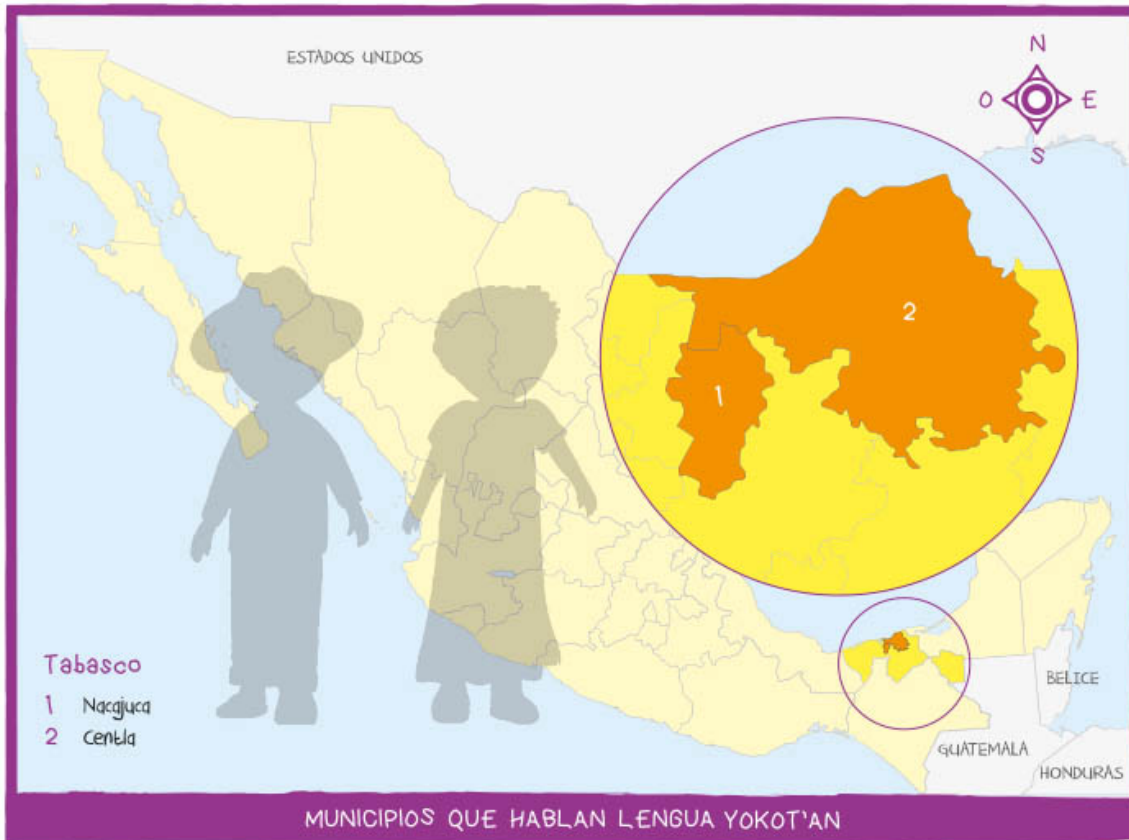 ESTADOS UNIDOS
N
O E
S
2
1
Tabasco
1 Nacajuca
2 Centla
BELICE
GUATEMALA
HONDURAS
MUNICIPIOS QUE HABLAN LENGUA YOKOT'AN